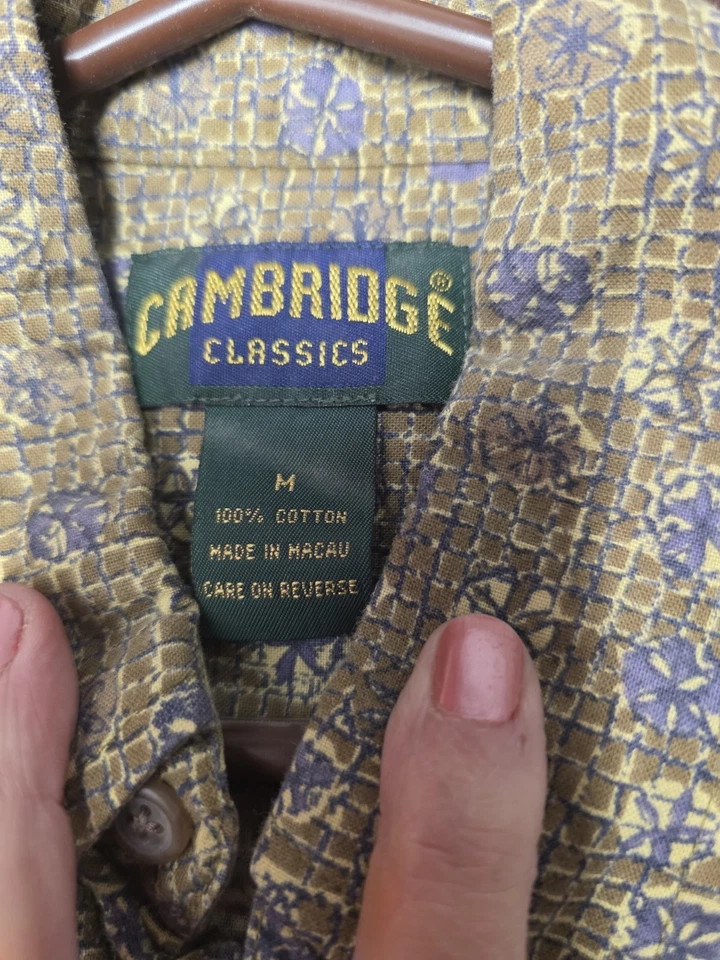 CAMBRIDGE®
CLASSICS
M
100% COTTON
MADE IN MACAU
CARE ON REVERSE